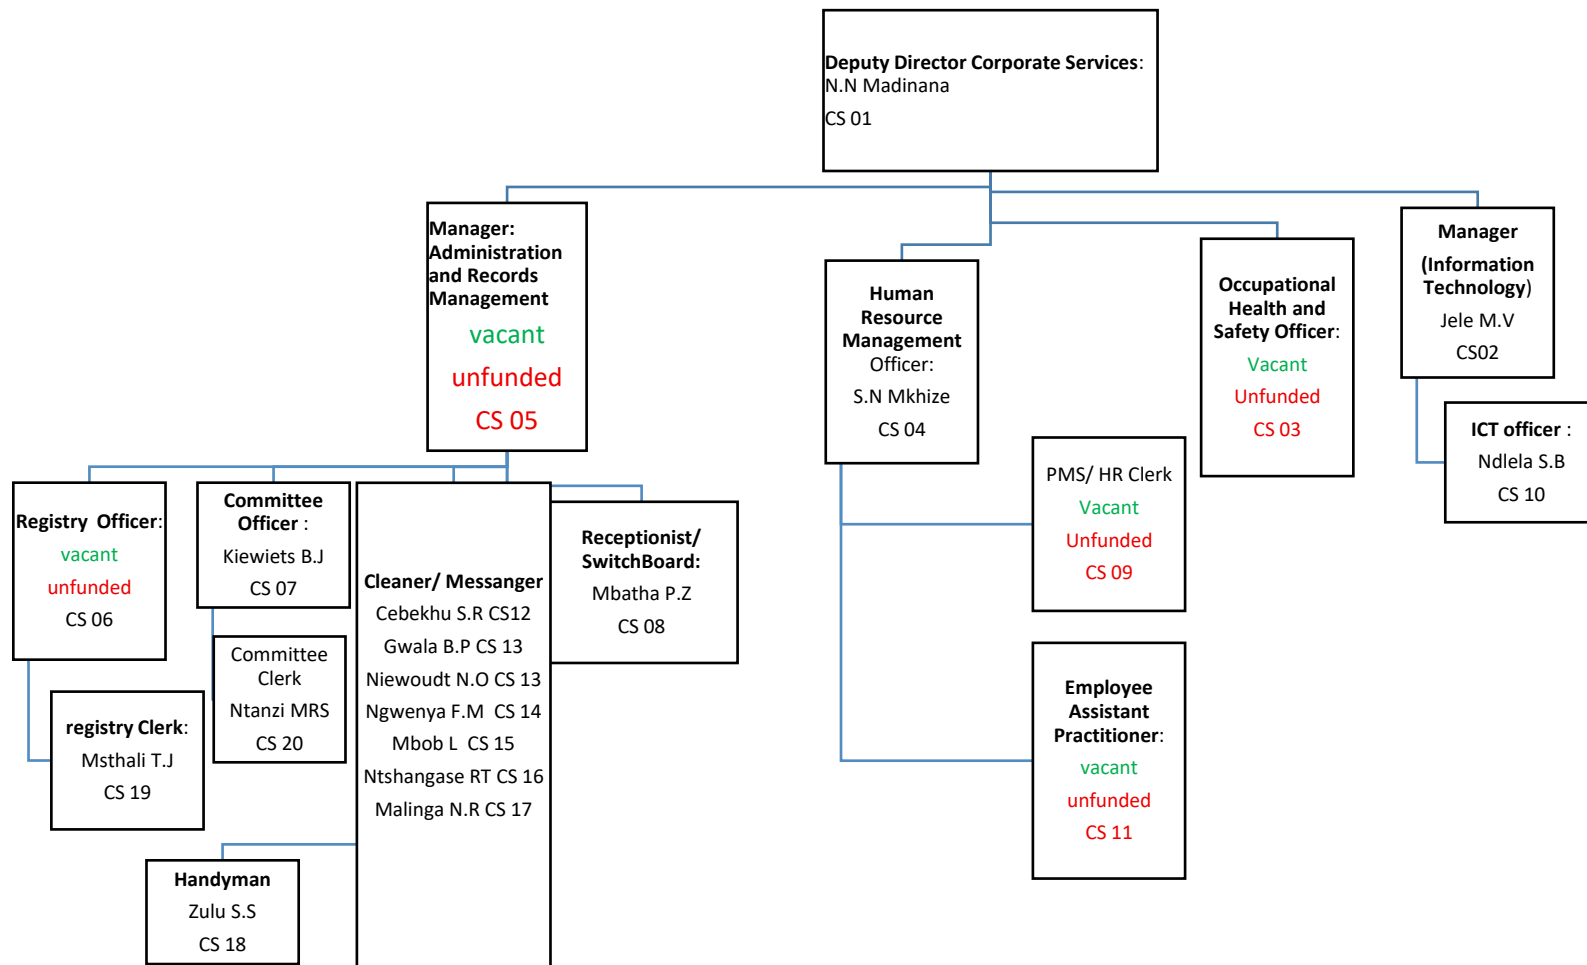 Deputy Director Corporate Services:
N.N Madinana
CS 01
Manager:
Administration
and Records
Management
vacant
unfunded
CS 05
Human
Resource
Management
Officer:
S.N Mkhize
CS 04
Occupational
Health and
Safety Officer:
Vacant
Unfunded
CS 03
Manager
(Information
Technology)
Jele M.V
CS02
ICT officer :
Ndlela S.B
CS 10
PMS/ HR Clerk
Vacant
Unfunded
CS 09
Employee
Assistant
Practitioner:
vacant
unfunded
CS 11
Registry Officer:
vacant
unfunded
CS 06
registry Clerk:
Msthali T.J
CS 19
Committee
Officer :
Kiewiets B.J
CS 07
Committee
Clerk
Ntanzi MRS
CS 20
Cleaner/ Messanger
Cebekhu S.R CS12
Gwala B.P CS 13
Niewoudt N.O CS 13
Ngwenya F.M CS 14
Mbob L CS 15
Ntshangase RT CS 16
Malinga N.R CS 17
Handyman
Zulu S.S
CS 18
Receptionist/
SwitchBoard:
Mbatha P.Z
CS 08